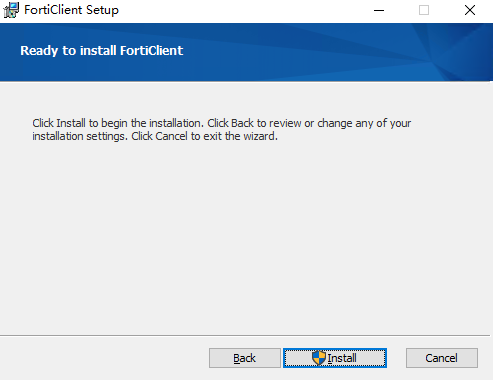 FortiClient Setup
Ready to install FortiClient
Click Install to begin the installation. Click Back to review or change any of your
installation settings. Click Cancel to exit the wizard.
Back Install Cancel